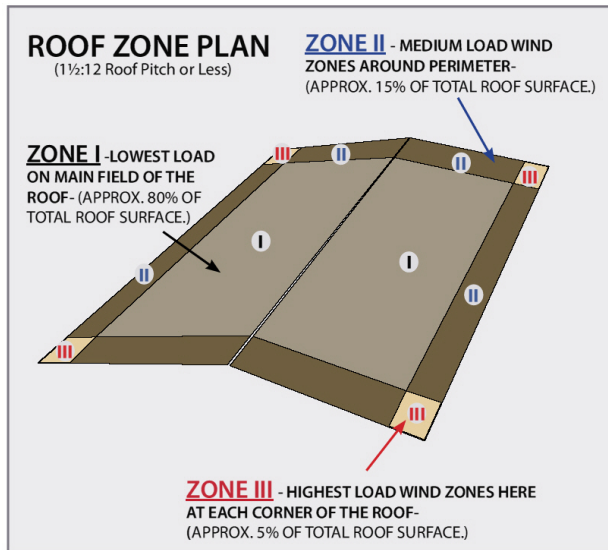 ROOF ZONE PLAN
(1½:12 Roof Pitch or Less)
ZONE II - MEDIUM LOAD WIND
ZONES AROUND PERIMETER-
(APPROX. 15% OF TOTAL ROOF SURFACE.)
ZONE I -LOWEST LOAD
ON MAIN FIELD OF THE
ROOF- (APPROX. 80% OF
TOTAL ROOF SURFACE.)
III
II
II
III
I
I
II
II
III
III
ZONE III - HIGHEST LOAD WIND ZONES HERE
AT EACH CORNER OF THE ROOF-
(APPROX. 5% OF TOTAL ROOF SURFACE.)